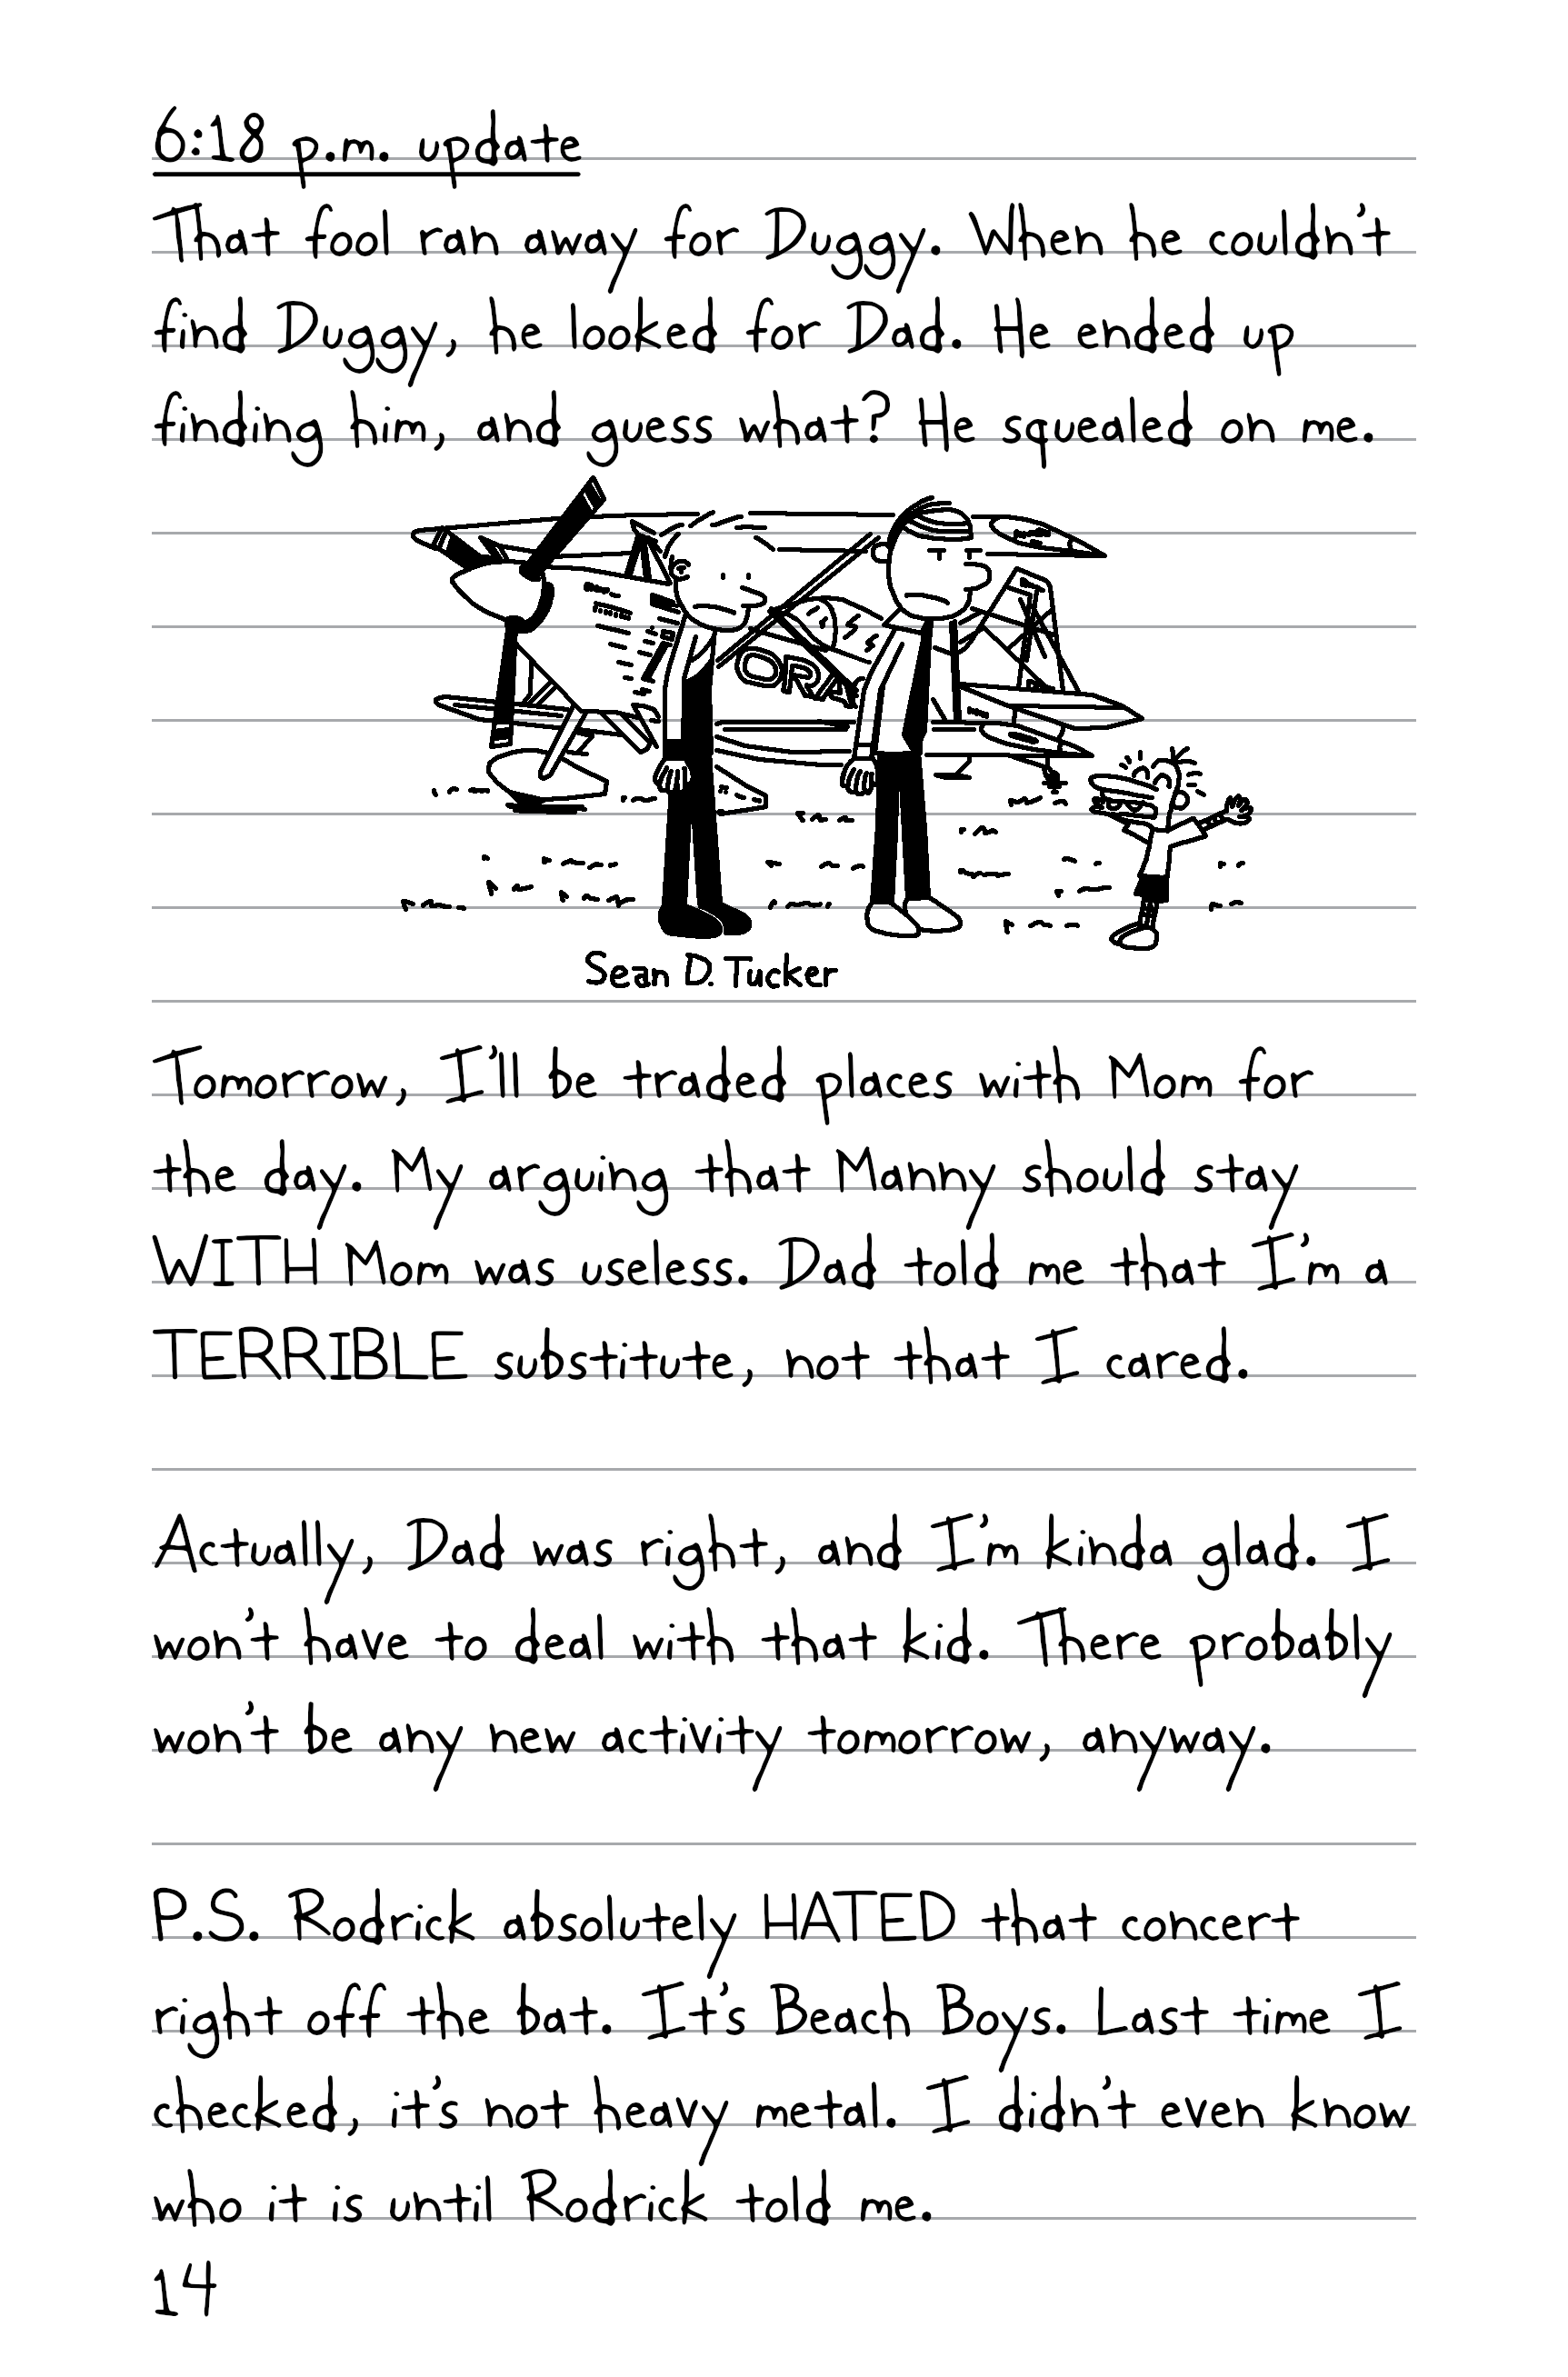 6:18 p.m. update
That fool ran away for Duggy. When he couldn't
find Duggy, he looked for Dad. He ended up
finding him, and guess what? He squealed on me.
ORA
Sean D. Tucker
Tomorrow, I'll be traded places with Mom for
the day. My arguing that Manny should stay
WITH Mom was useless. Dad told me that I'm a
TERRIBLE substitute, not that I cared.
Actually, Dad was right, and I'm kinda glad. I
won't have to deal with that kid. There probably
won't be any new activity tomorrow, anyway.
P.S. Rodrick absolutely HATED that concert
right off the bat. It's Beach Boys. Last time I
checked, it's not heavy metal. I didn't even know
who it is until Rodrick told me.
14